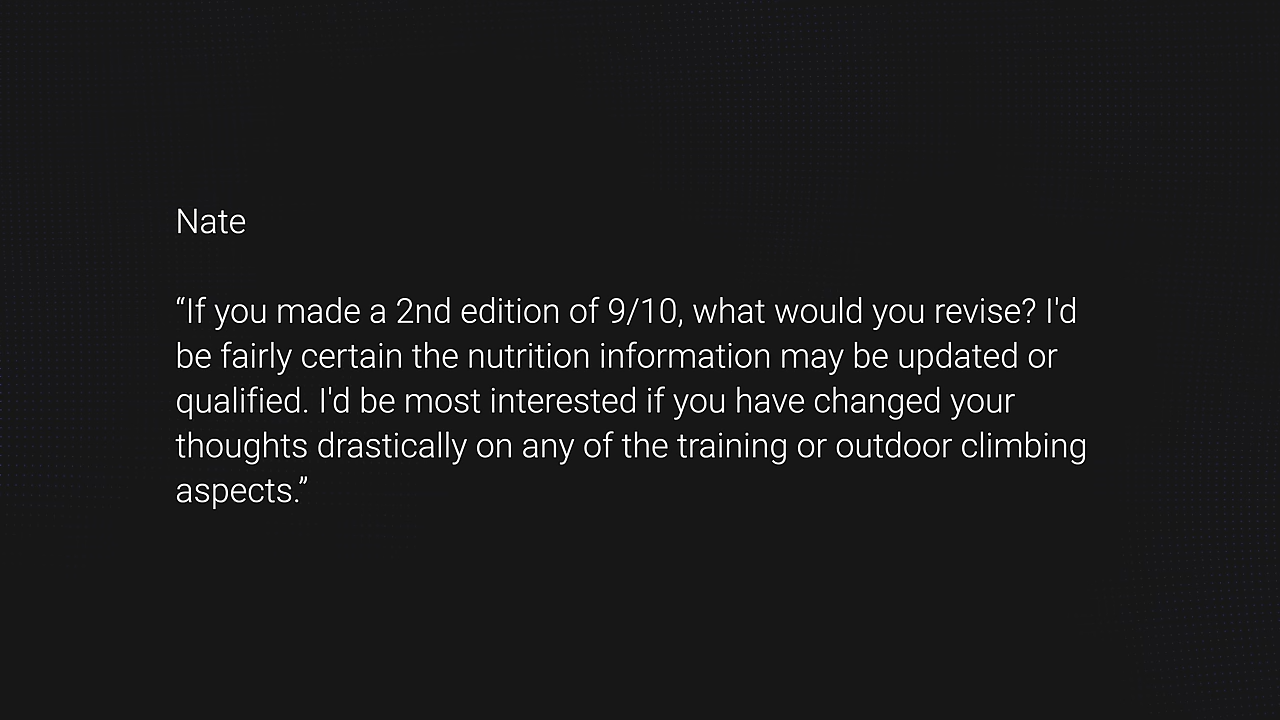 Nate
“If you made a 2nd edition of 9/10, what would you revise? I'd
be fairly certain the nutrition information may be updated or
qualified. I'd be most interested if you have changed your
thoughts drastically on any of the training or outdoor climbing
aspects.”